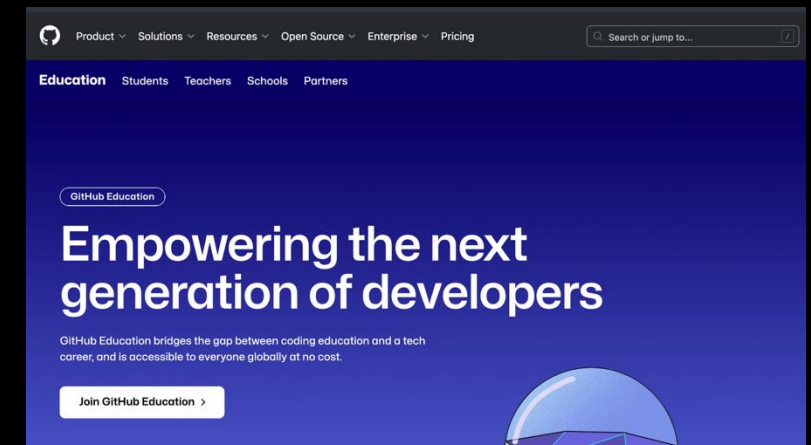 Product Solutions Resources Open Source Enterprise Pricing Search or jump to... /
Education Students Teachers Schools Partners
GitHub Education
Empowering the next
generation of developers
GitHub Education bridges the gap between coding education and a tech
career, and is accessible to everyone globally at no cost.
Join GitHub Education >